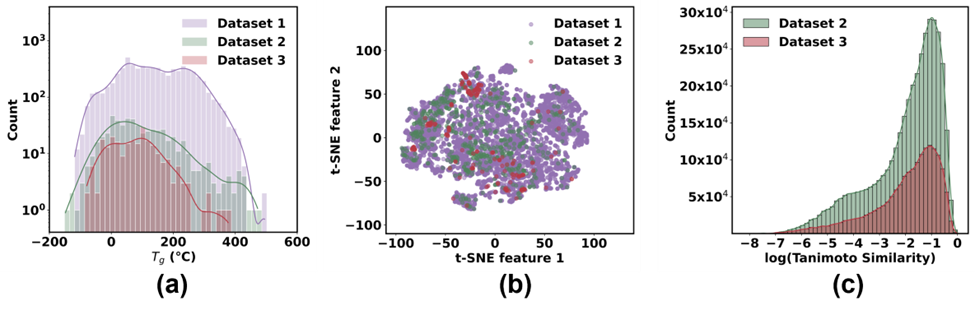 Dataset 1
Dataset 2
Dataset 3
10³
10²
10¹
10⁰
Count
−200
0
200
400
600
Tg (°C)
(a)
Dataset 1
Dataset 2
Dataset 3
100
50
0
−50
−100
t-SNE feature 2
−100
−50
0
50
100
t-SNE feature 1
(b)
Dataset 2
Dataset 3
30x10⁴
25x10⁴
20x10⁴
15x10⁴
10x10⁴
5x10⁴
Count
−8 −7 −6 −5 −4 −3 −2 −1 0
log(Tanimoto Similarity)
(c)